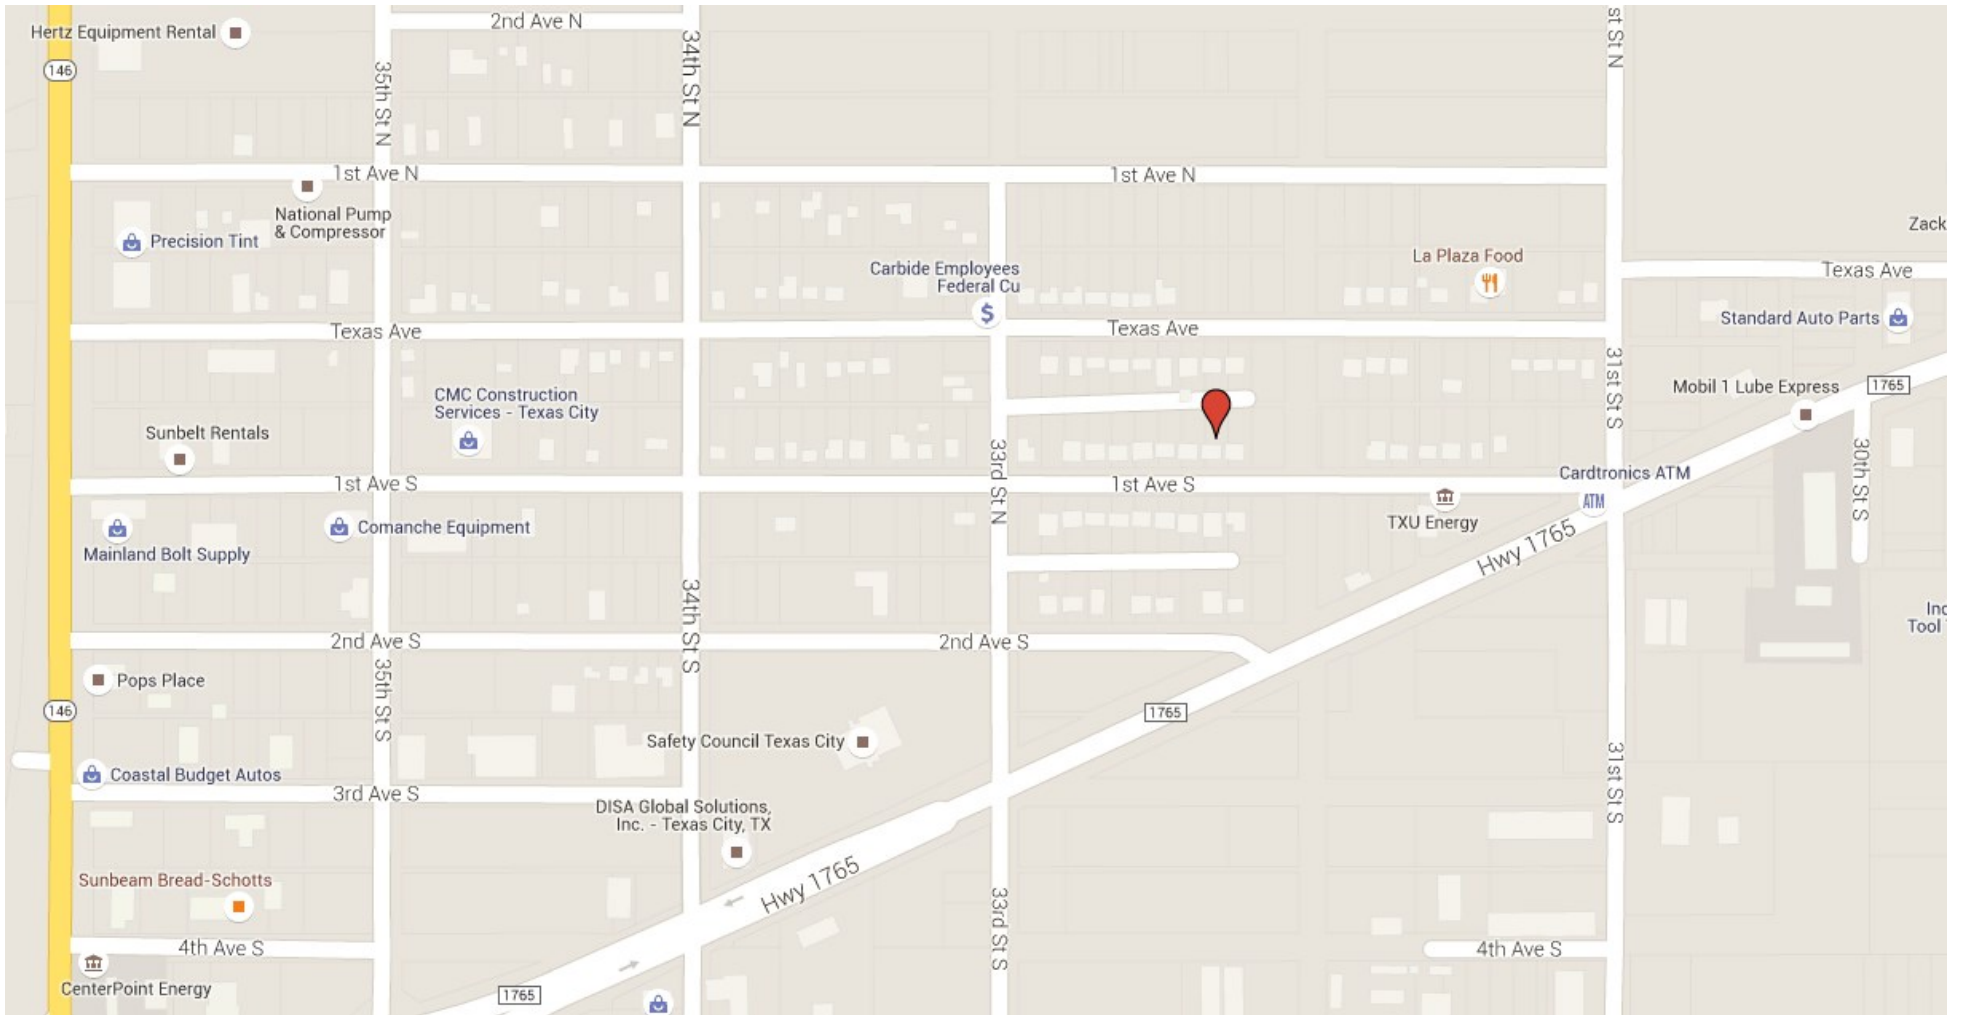 2nd Ave N
Hertz Equipment Rental
st St N
146
35th St N
34th St N
1st Ave N
1st Ave N
National Pump
& Compressor
Precision Tint
Zack
La Plaza Food
Carbide Employees
Federal Cu
$
Texas Ave
Standard Auto Parts
Texas Ave
Texas Ave
31st St S
CMC Construction
Services - Texas City
Mobil 1 Lube Express
1765
Sunbelt Rentals
33rd St N
30th St S
Cardtronics ATM
ATM
1st Ave S
1st Ave S
TXU Energy
Hwy 1765
Comanche Equipment
Mainland Bolt Supply
34th St S
Inc
Tool
2nd Ave S
2nd Ave S
35th St S
Pops Place
146
1765
Safety Council Texas City
31st St S
Coastal Budget Autos
3rd Ave S
DISA Global Solutions,
Inc. - Texas City, TX
Hwy 1765
Sunbeam Bread-Schotts
33rd St S
4th Ave S
4th Ave S
CenterPoint Energy
1765